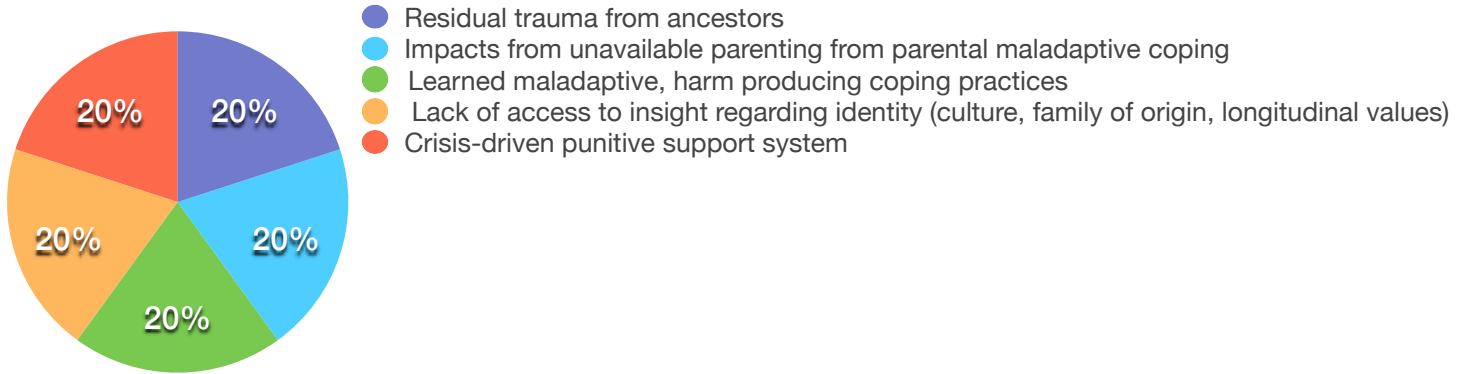 Residual trauma from ancestors
Impacts from unavailable parenting from parental maladaptive coping
Learned maladaptive, harm producing coping practices
Lack of access to insight regarding identity (culture, family of origin, longitudinal values)
Crisis-driven punitive support system
20%
20%
20%
20%
20%